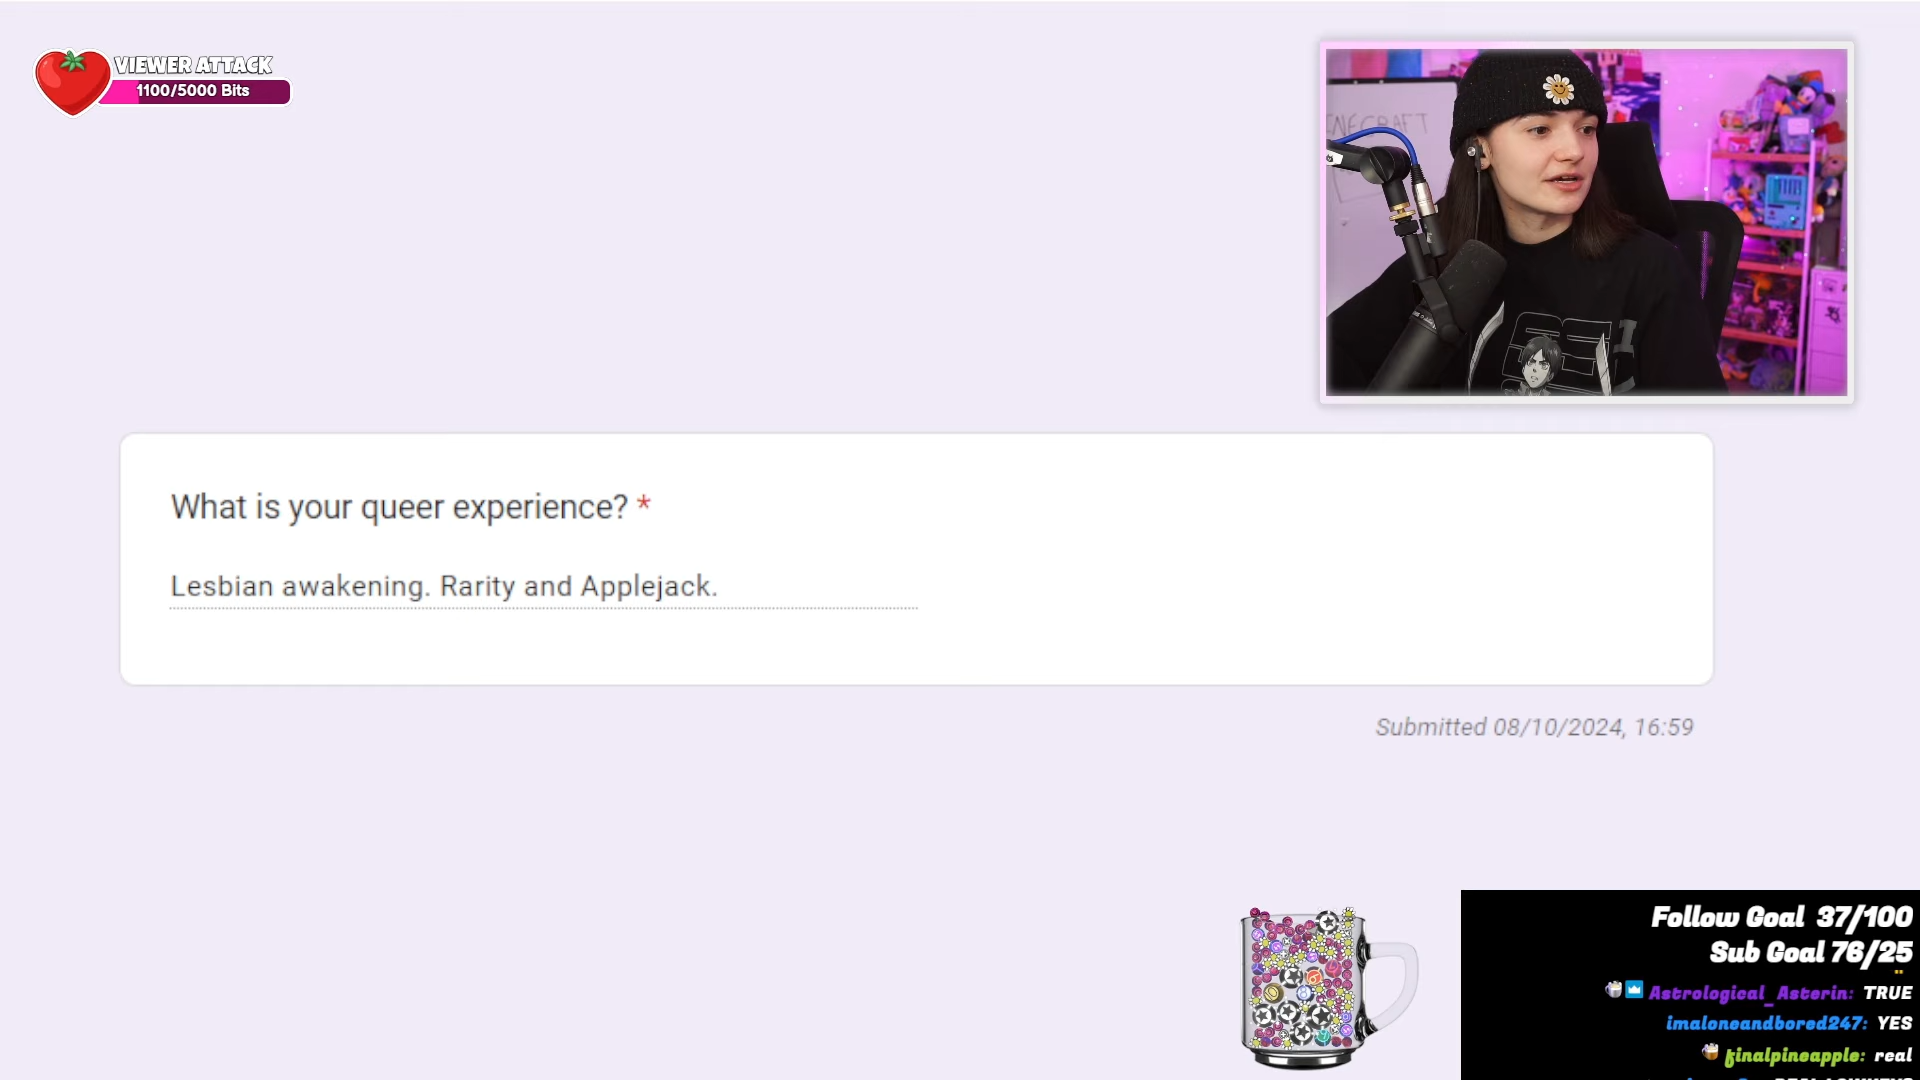 VIEWER ATTACK
1100/5000 Bits
NECRAFT
What is your queer experience? *
Lesbian awakening. Rarity and Applejack.
Submitted 08/10/2024, 16:59
Follow Goal 37/100
Sub Goal 76/25
Astrological_Asterin: TRUE
imaloneandbored247: YES
finalpineapple: real